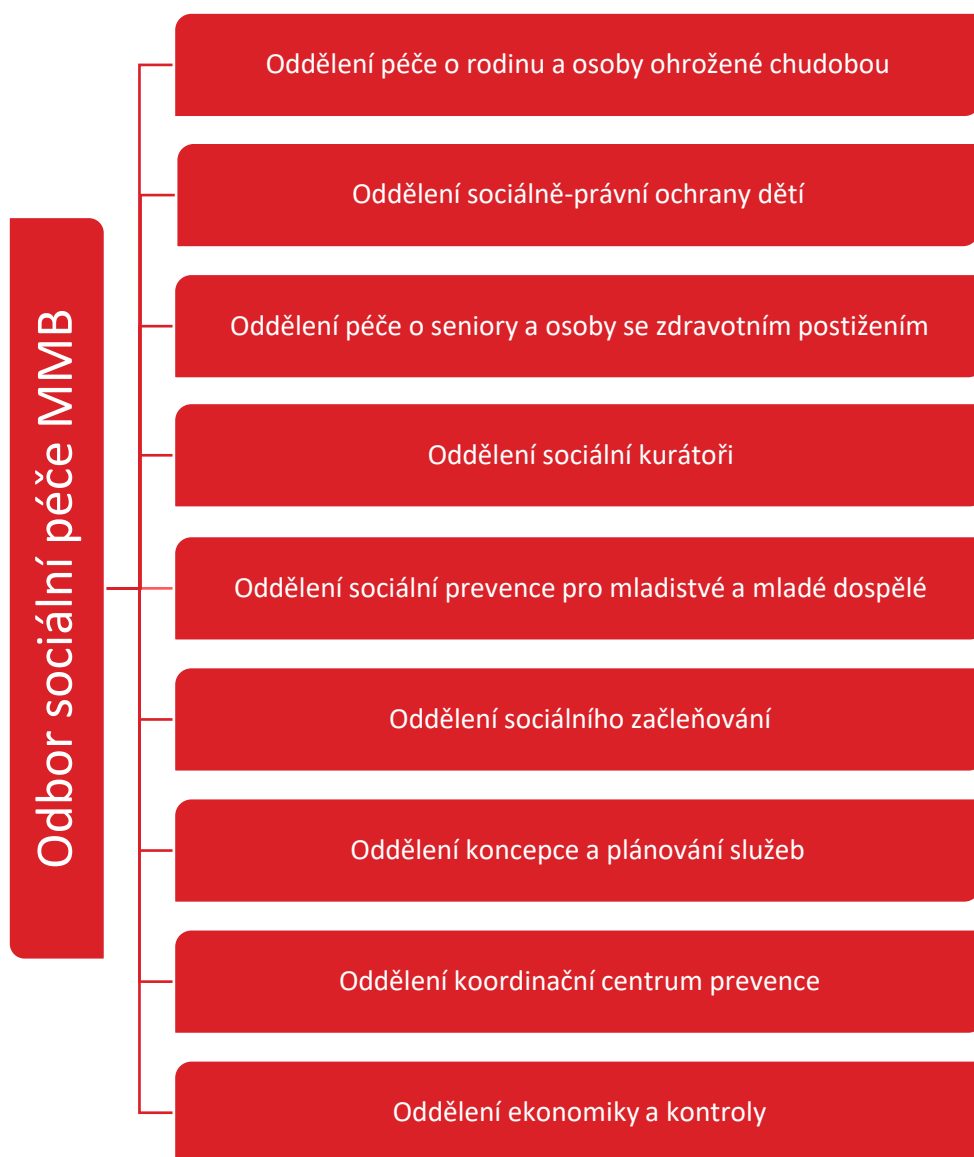 Odbor sociální péče MMB
Oddělení péče o rodinu a osoby ohrožené chudobou
Oddělení sociálně-právní ochrany dětí
Oddělení péče o seniory a osoby se zdravotním postižením
Oddělení sociální kurátoři
Oddělení sociální prevence pro mladistvé a mladé dospělé
Oddělení sociálního začleňování
Oddělení koncepce a plánování služeb
Oddělení koordinační centrum prevence
Oddělení ekonomiky a kontroly